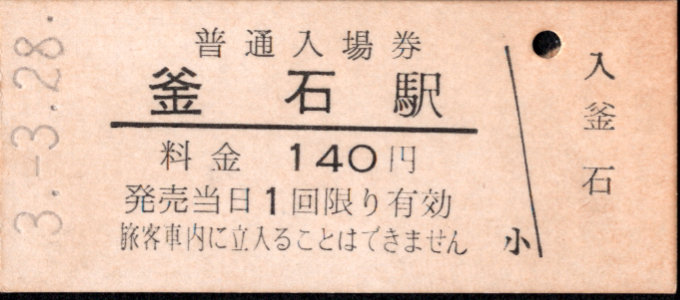 3.-3.28.
普通入場券
釜石駅
料金 140円
発売当日1回限り有効
旅客車内に立入ることはできません
小
入釜石